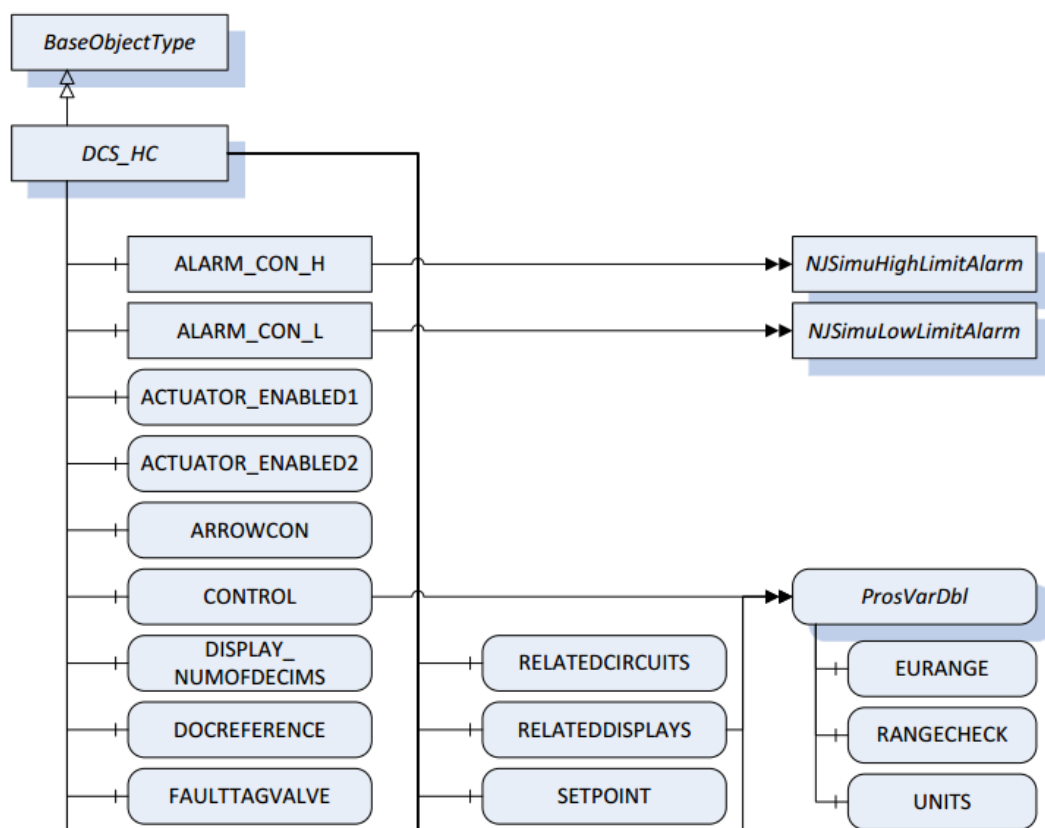 BaseObjectType
DCS_HC
ALARM_CON_H
NJSimuHighLimitAlarm
ALARM_CON_L
NJSimuLowLimitAlarm
ACTUATOR_ENABLED1
ACTUATOR_ENABLED2
ARROWCON
CONTROL
ProsVarDbl
DISPLAY_
NUMOFDECIMS
RELATEDCIRCUITS
EURANGE
DOCREFERENCE
RELATEDDISPLAYS
RANGECHECK
FAULTTAGVALVE
SETPOINT
UNITS